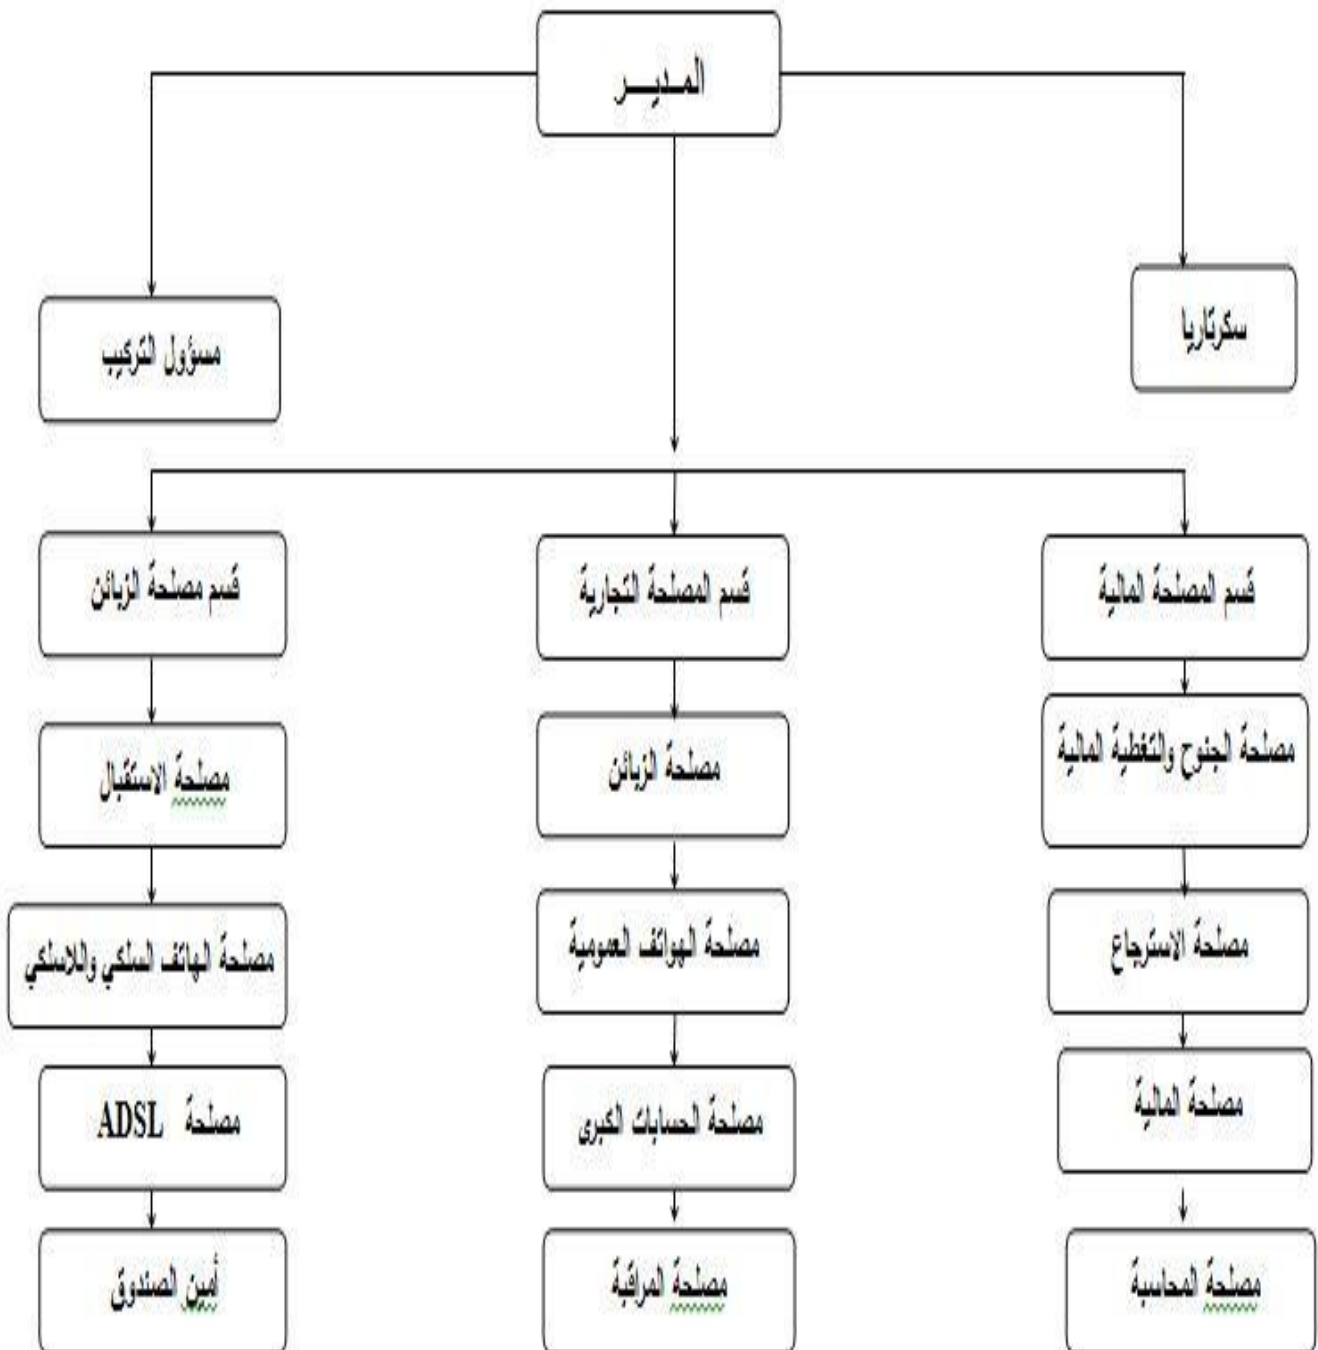 المديـــر
سكرتاريا
مسؤول التركيب
قسم المصلحة المالية
قسم المصلحة التجارية
قسم مصلحة الزبائن
مصلحة الجنوح والتغطية المالية
مصلحة الزبائن
مصلحة الاستقبال
مصلحة الاسترجاع
مصلحة الهواتف العمومية
مصلحة الهاتف السلكي واللاسلكي
مصلحة المالية
مصلحة الحسابات الكبرى
مصلحة ADSL
مصلحة المحاسبة
مصلحة المراقبة
أمين الصندوق